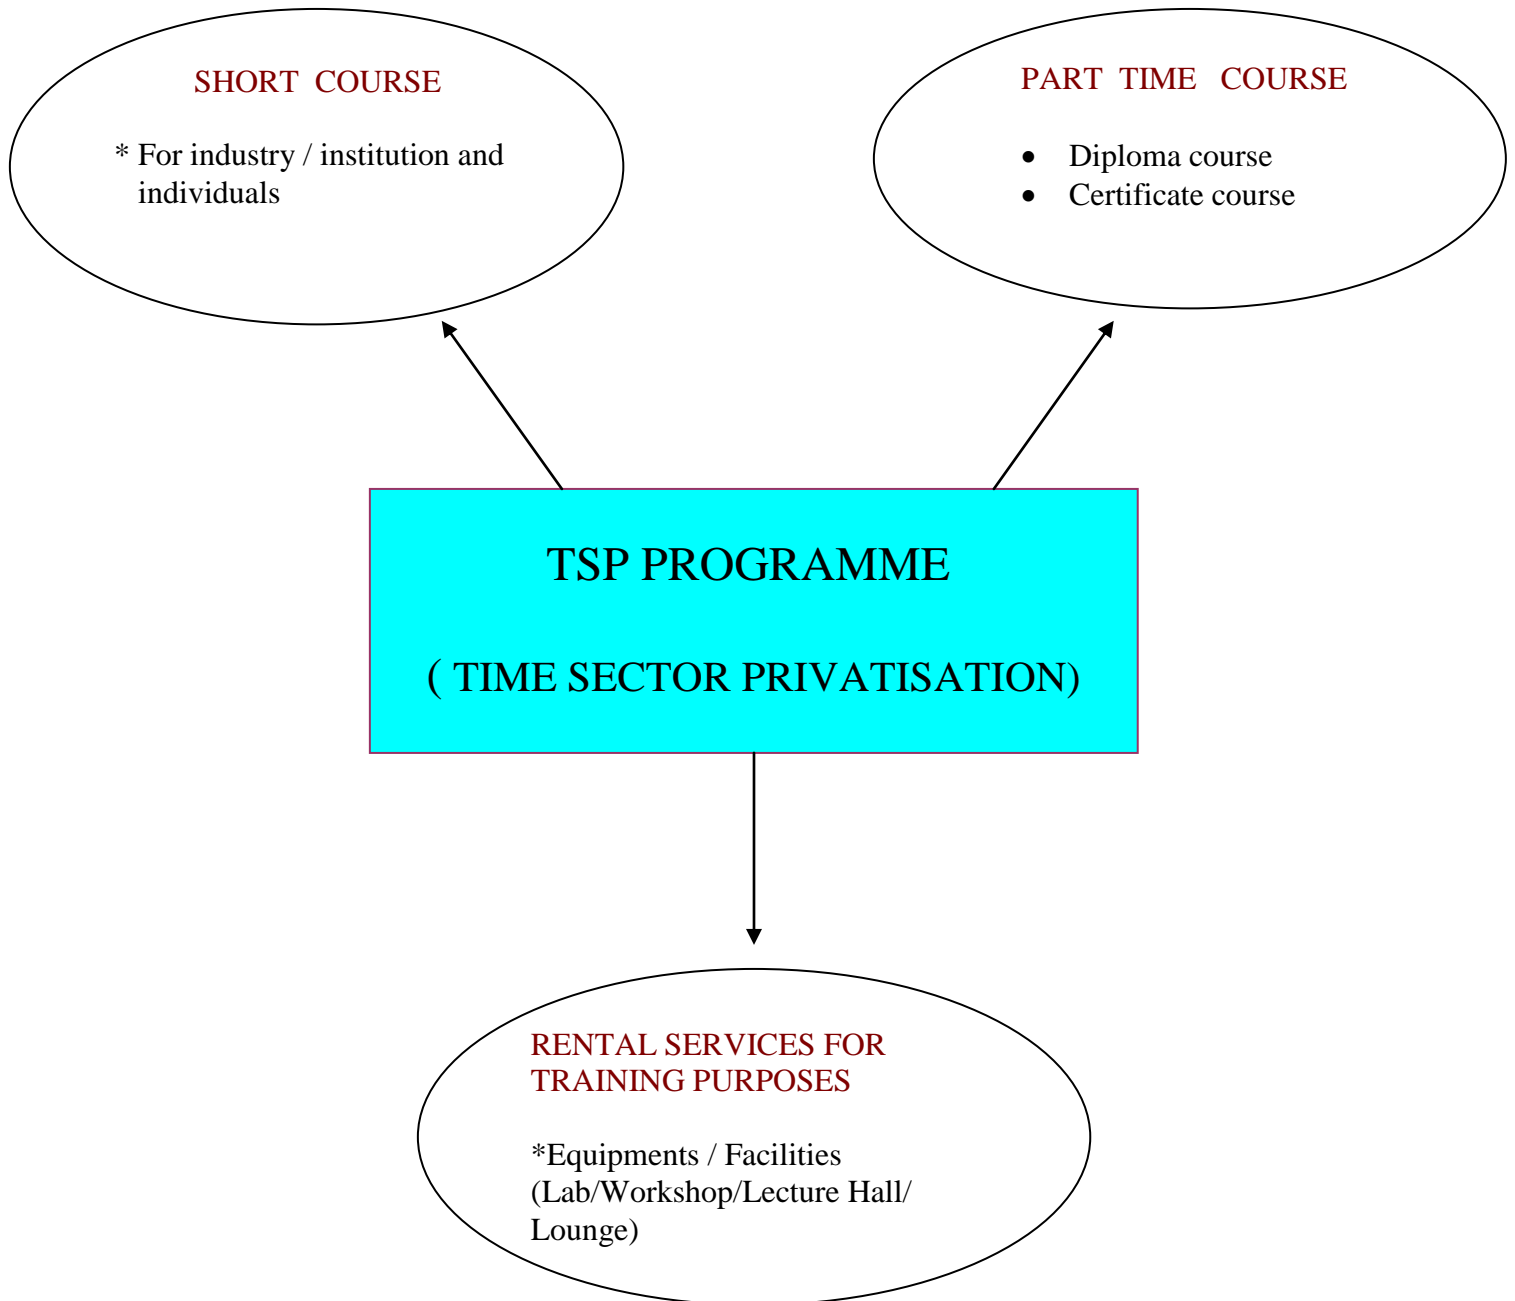 SHORT COURSE
* For industry / institution and
individuals
PART TIME COURSE
• Diploma course
• Certificate course
TSP PROGRAMME
( TIME SECTOR PRIVATISATION)
RENTAL SERVICES FOR
TRAINING PURPOSES
*Equipments / Facilities
(Lab/Workshop/Lecture Hall/
Lounge)